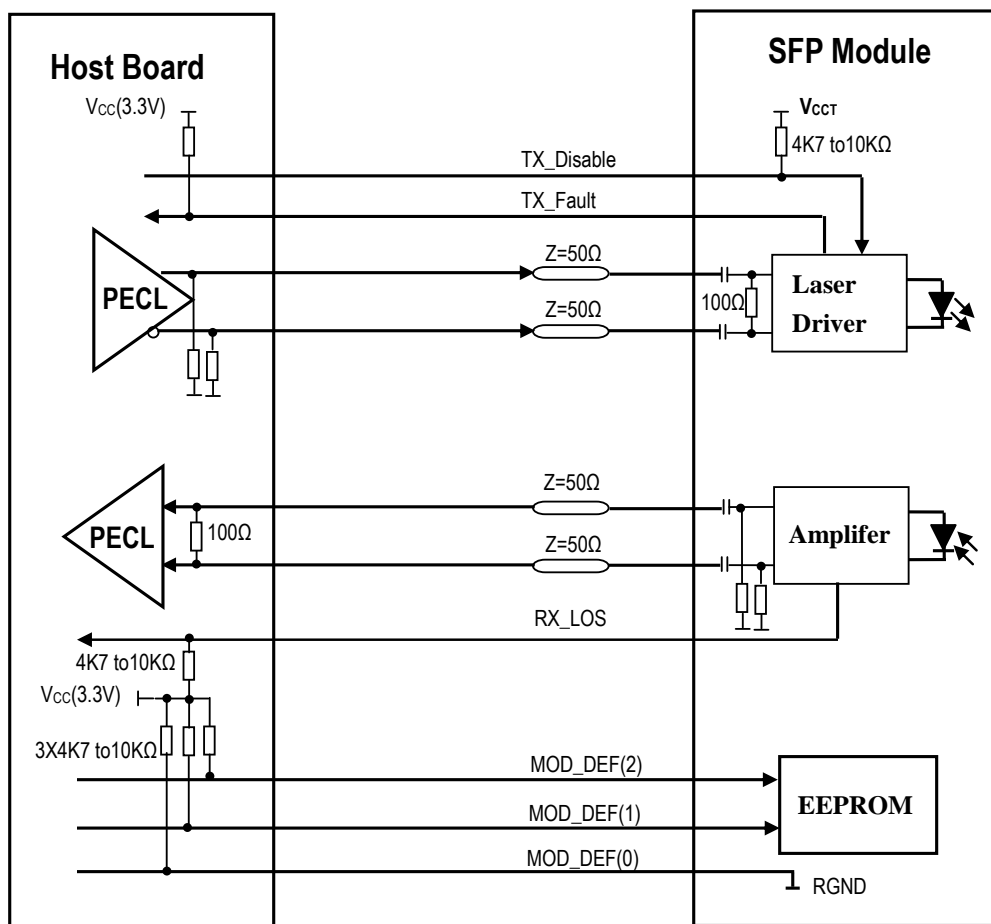 Host Board
SFP Module
VCC(3.3V)
VCCT
4K7 to10KΩ
TX_Disable
TX_Fault
Z=50Ω
PECL
100Ω
Laser
Driver
Z=50Ω
Z=50Ω
PECL
100Ω
Amplifer
Z=50Ω
RX_LOS
4K7 to10KΩ
VCC(3.3V)
3X4K7 to10KΩ
MOD_DEF(2)
EEPROM
MOD_DEF(1)
MOD_DEF(0)
RGND